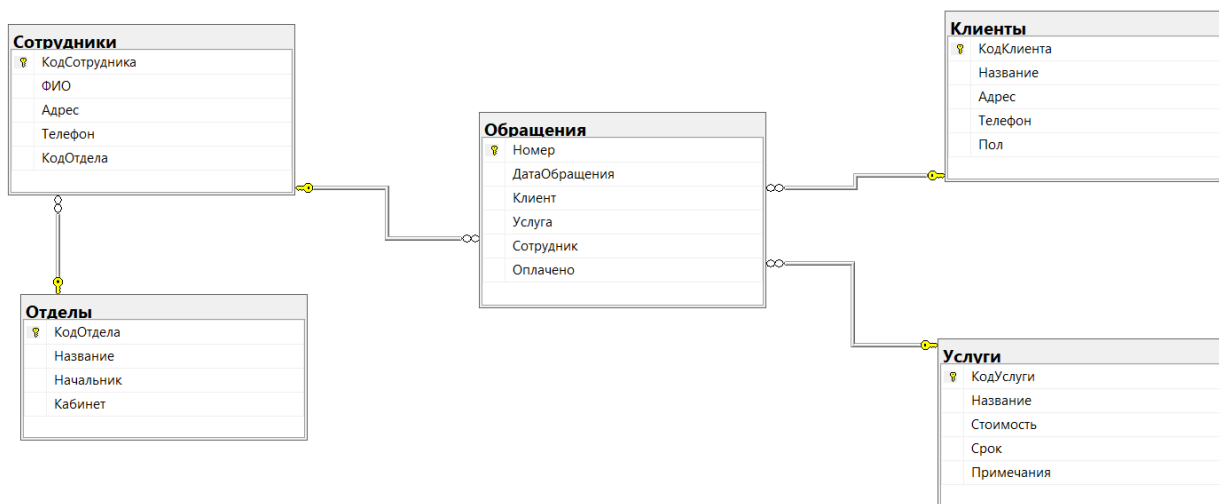 Сотрудники
КодСотрудника
ФИО
Адрес
Телефон
КодОтдела
Отделы
КодОтдела
Название
Начальник
Кабинет
Обращения
Номер
ДатаОбращения
Клиент
Услуга
Сотрудник
Оплачено
Клиенты
КодКлиента
Название
Адрес
Телефон
Пол
Услуги
КодУслуги
Название
Стоимость
Срок
Примечания